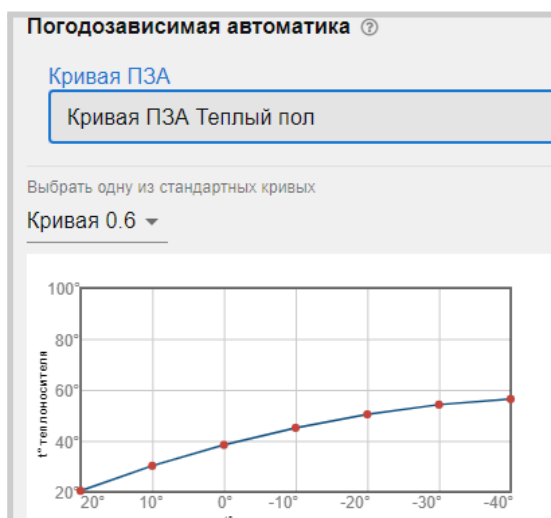 Погодозависимая автоматика ?
Кривая ПЗА
Кривая ПЗА Теплый пол
Выбрать одну из стандартных кривых
Кривая 0.6
100°
80°
60°
40°
20°
t° теплоносителя
20° 10° 0° -10° -20° -30° -40°